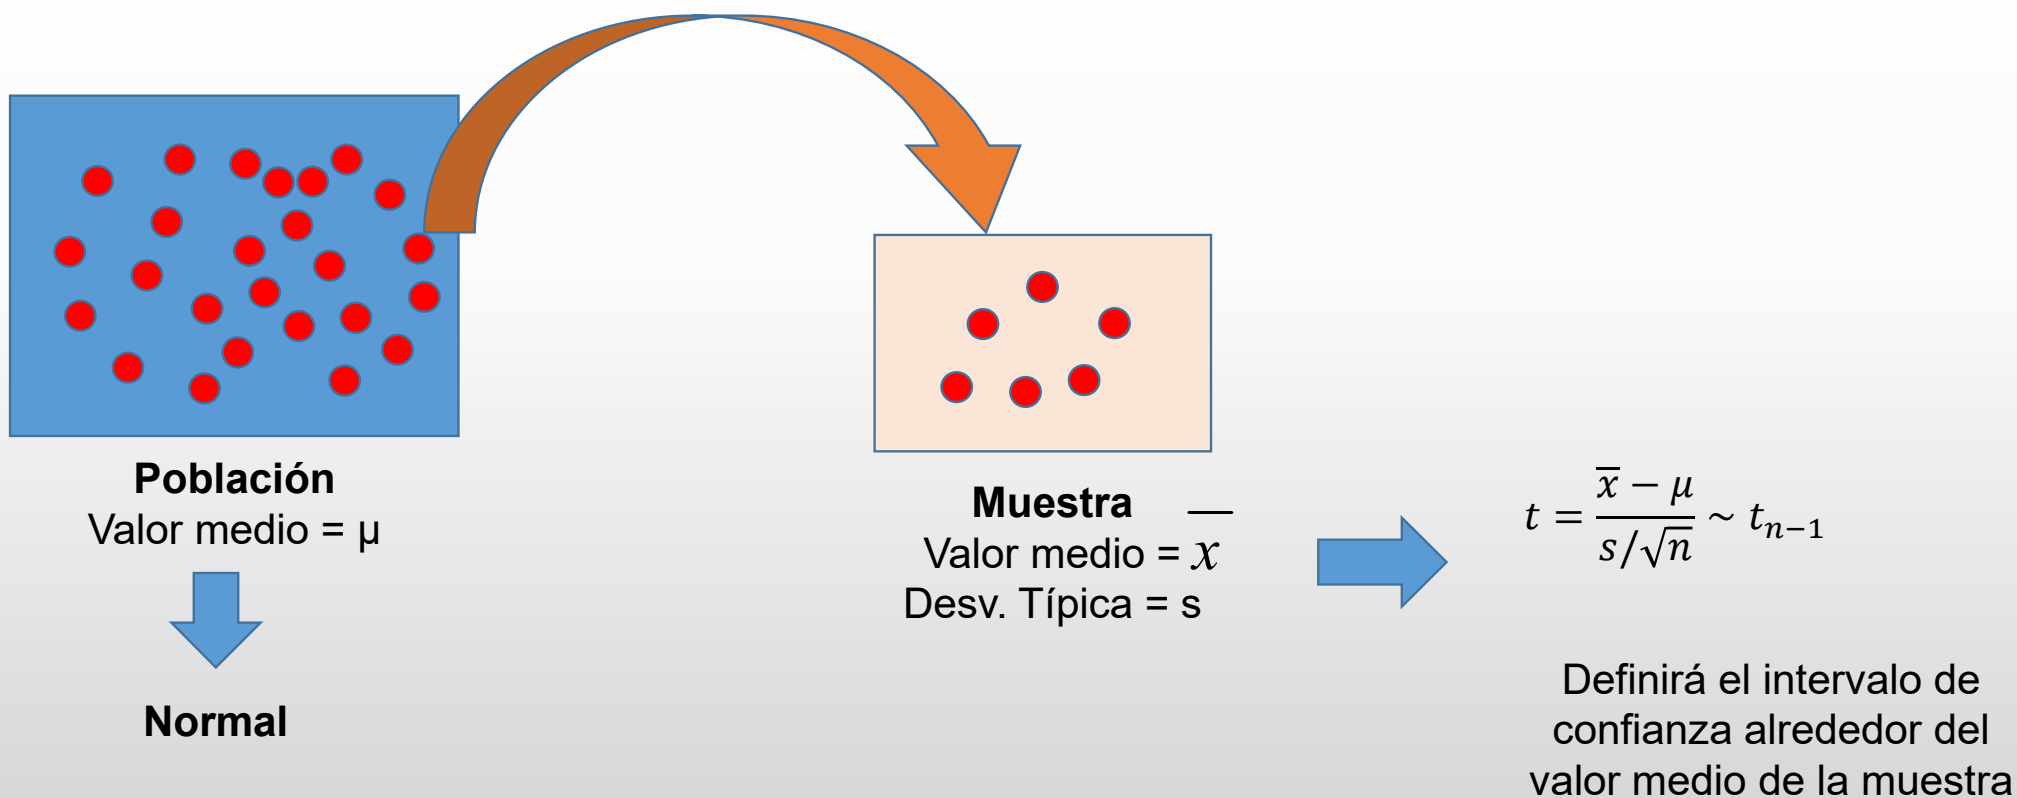 Pobláción
Valor medio = μ
Normal
Muestra
Valor medio = x̅
Desv. Típica = s
t = (x̅ − μ) / (s/√n) ~ tₙ₋₁
Definirá el intervalo de
confianza alrededor del
valor medio de la muestra